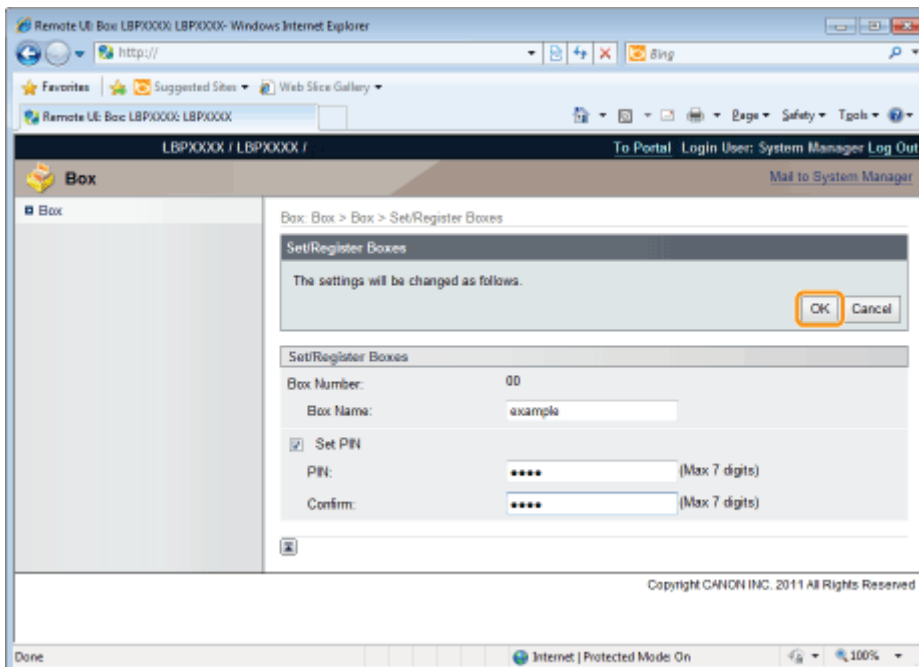 Remote UI: Box: LBPXXXX: LBPXXXX- Windows Internet Explorer
http://
Bing
Favorites Suggested Sites Web Slice Gallery
Remote UI: Box: LBPXXXX: LBPXXXX
Page Safety Tools
LBPXXXX / LBPXXXX /
To Portal Login User: System Manager Log Out
Box
Mail to System Manager
Box
Box: Box > Box > Set/Register Boxes
Set/Register Boxes
The settings will be changed as follows.
OK Cancel
Set/Register Boxes
Box Number: 00
Box Name: example
Set PIN
PIN: •••• (Max 7 digits)
Confirm: •••• (Max 7 digits)
Copyright CANON INC. 2011 All Rights Reserved
Done Internet | Protected Mode: On 100%